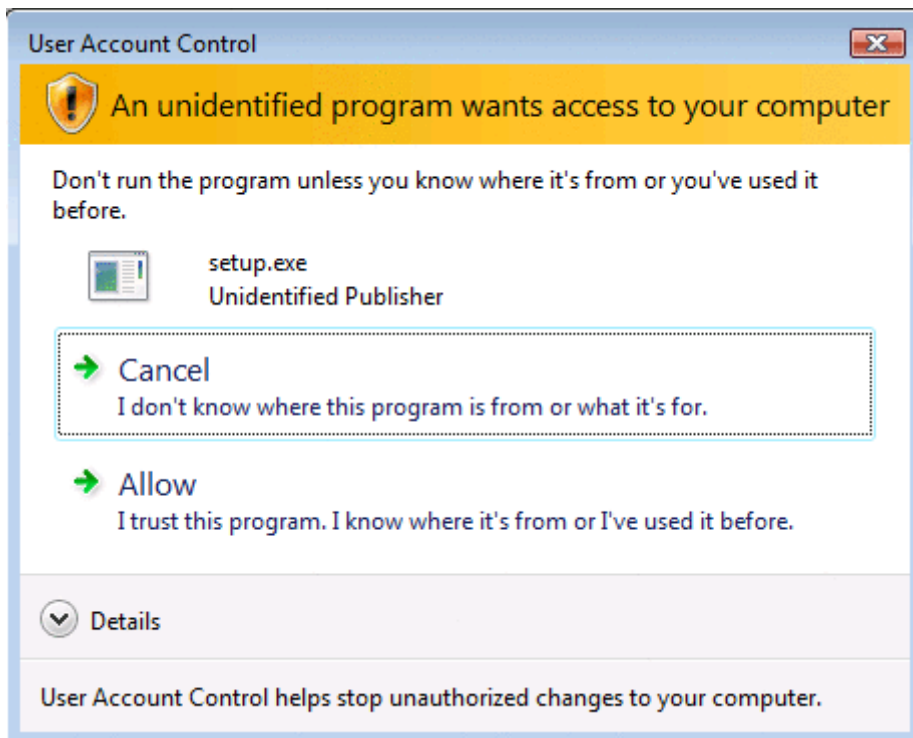 User Account Control
An unidentified program wants access to your computer
Don't run the program unless you know where it's from or you've used it
before.
setup.exe
Unidentified Publisher
Cancel
I don't know where this program is from or what it's for.
Allow
I trust this program. I know where it's from or I've used it before.
Details
User Account Control helps stop unauthorized changes to your computer.